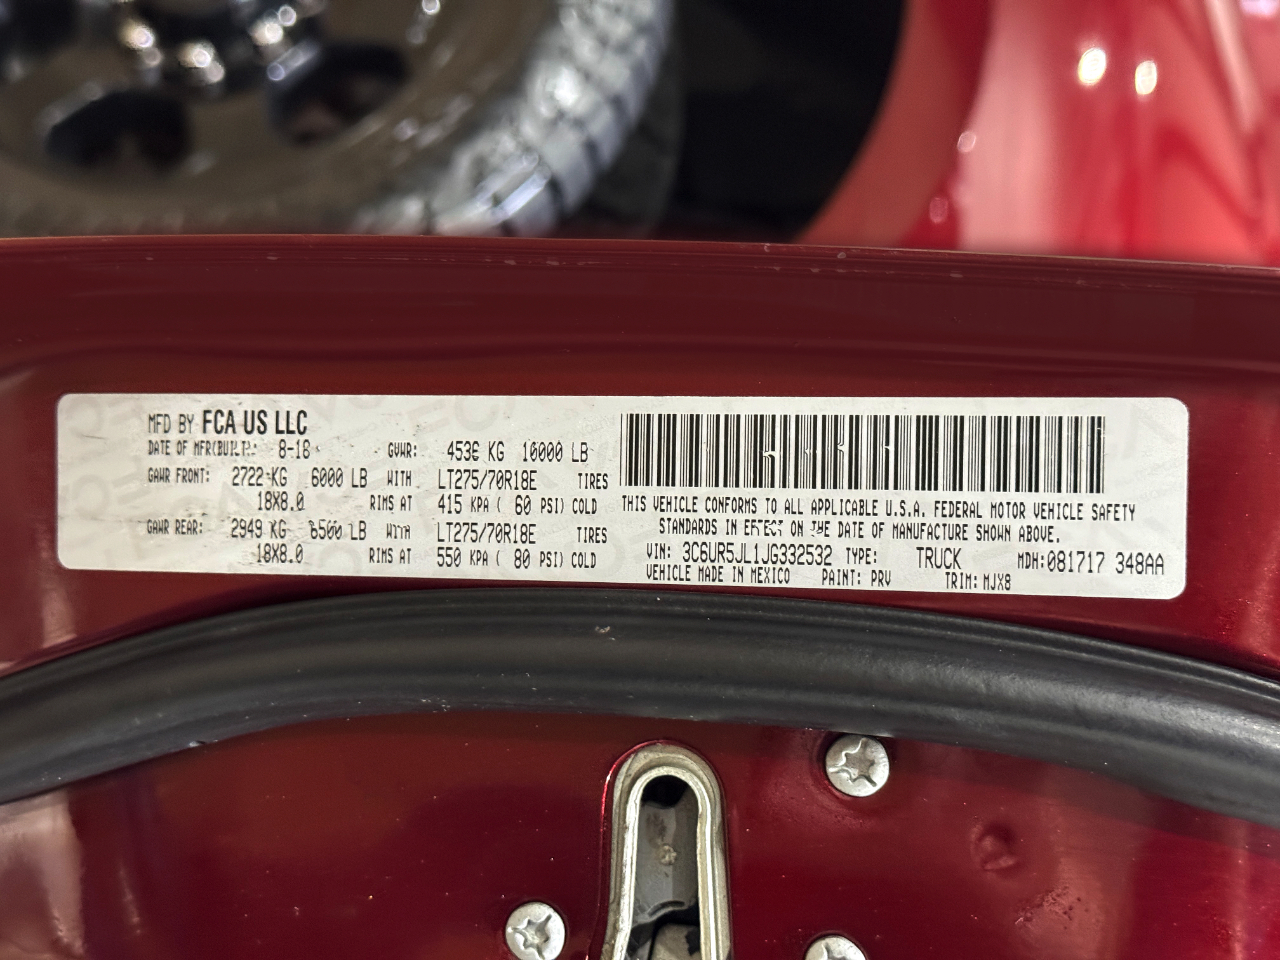 MFD BY FCA US LLC
DATE OF MFR 8-18 GVWR: 4536 KG 10000 LB
GAWR FRONT: 2722 KG 6000 LB WITH LT275/70R18E TIRES
18X8.0 RIMS AT 415 KPA ( 60 PSI) COLD
GAWR REAR: 2949 KG 6500 LB WITH LT275/70R18E TIRES
18X8.0 RIMS AT 550 KPA ( 80 PSI) COLD
THIS VEHICLE CONFORMS TO ALL APPLICABLE U.S.A. FEDERAL MOTOR VEHICLE SAFETY
STANDARDS IN EFFECT ON THE DATE OF MANUFACTURE SHOWN ABOVE.
VIN: 3C6UR5JL1JG332532 TYPE: TRUCK MDH:081717 348AA
VEHICLE MADE IN MEXICO PAINT: PRV TRIM: MJX8